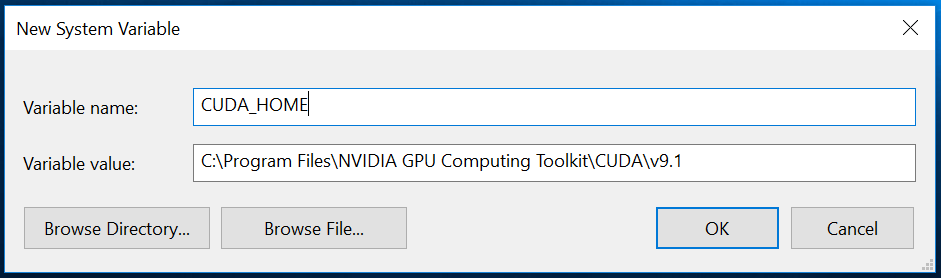 New System Variable
Variable name: CUDA_HOME
Variable value: C:\Program Files\NVIDIA GPU Computing Toolkit\CUDA\v9.1
Browse Directory... Browse File... OK Cancel